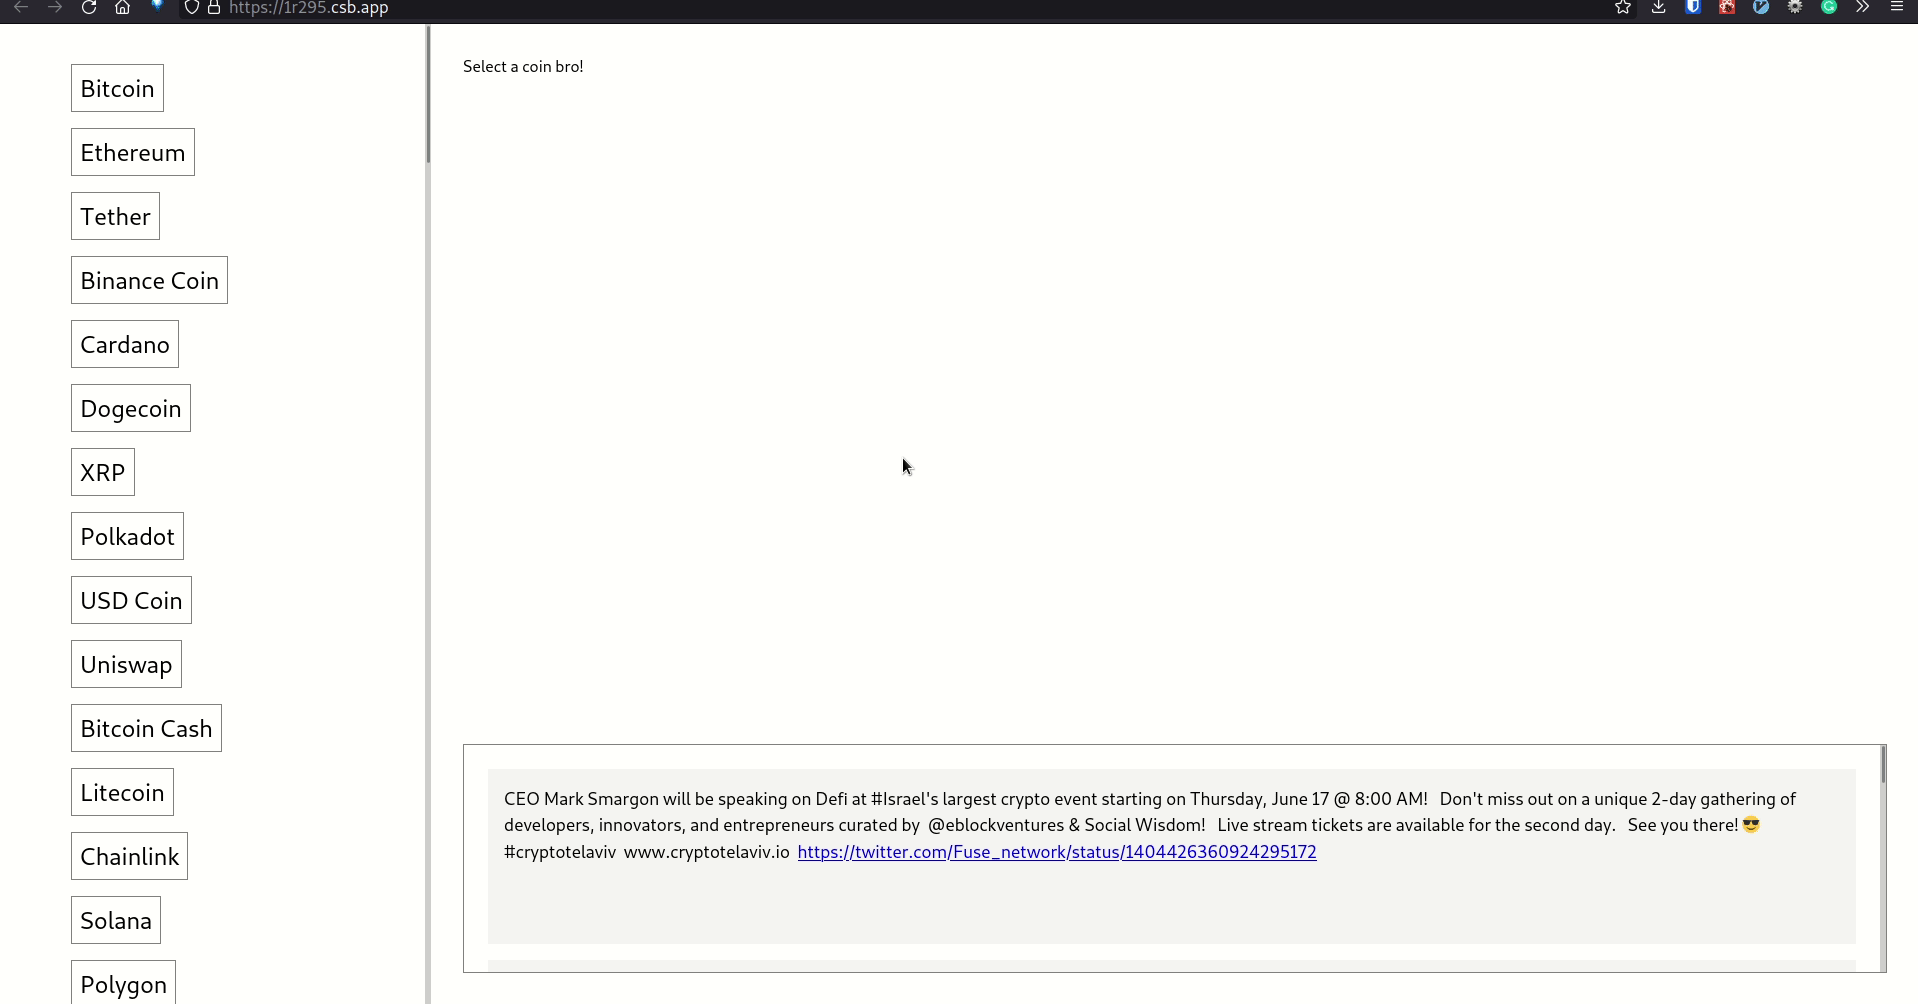 https://1r295.csb.app
Bitcoin
Ethereum
Tether
Binance Coin
Cardano
Dogecoin
XRP
Polkadot
USD Coin
Uniswap
Bitcoin Cash
Litecoin
Chainlink
Solana
Polygon
Select a coin bro!
CEO Mark Smargon will be speaking on Defi at #Israel's largest crypto event starting on Thursday, June 17 @ 8:00 AM!   Don't miss out on a unique 2-day gathering of
developers, innovators, and entrepreneurs curated by  @eblockventures & Social Wisdom!   Live stream tickets are available for the second day.   See you there! 😎
#cryptotelaviv  www.cryptotelaviv.io  https://twitter.com/Fuse_network/status/1404426360924295172